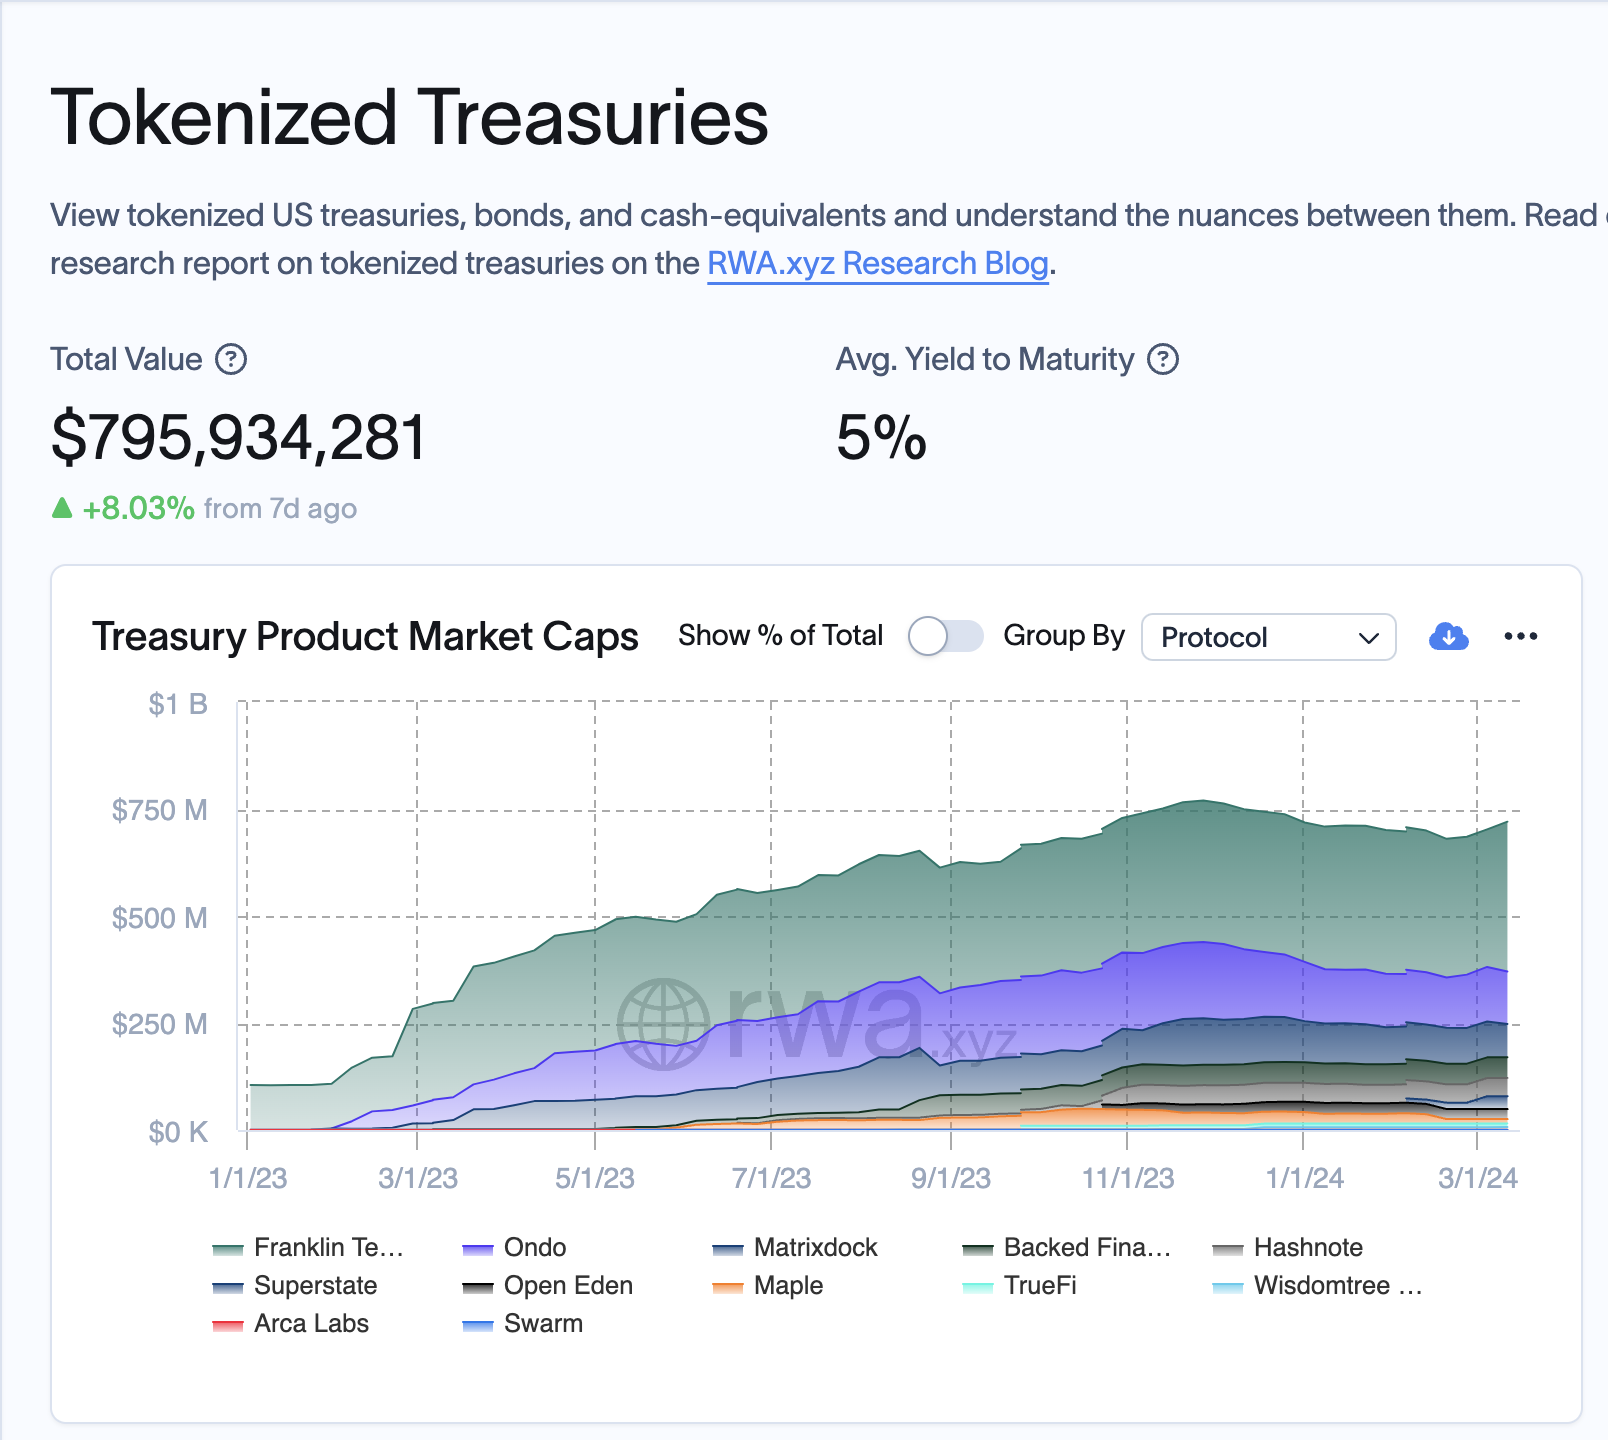 Tokenized Treasuries
View tokenized US treasuries, bonds, and cash-equivalents and understand the nuances between them. Read
research report on tokenized treasuries on the RWA.xyz Research Blog.
Total Value ?
Avg. Yield to Maturity ?
$795,934,281
5%
+8.03% from 7d ago
Treasury Product Market Caps Show % of Total Group By Protocol
$1 B
$750 M
$500 M
$250 M
$0 K
rwa.xyz
1/1/23 3/1/23 5/1/23 7/1/23 9/1/23 11/1/23 1/1/24 3/1/24
Franklin Te... Ondo Matrixdock Backed Fina... Hashnote
Superstate Open Eden Maple TrueFi Wisdomtree ...
Arca Labs Swarm